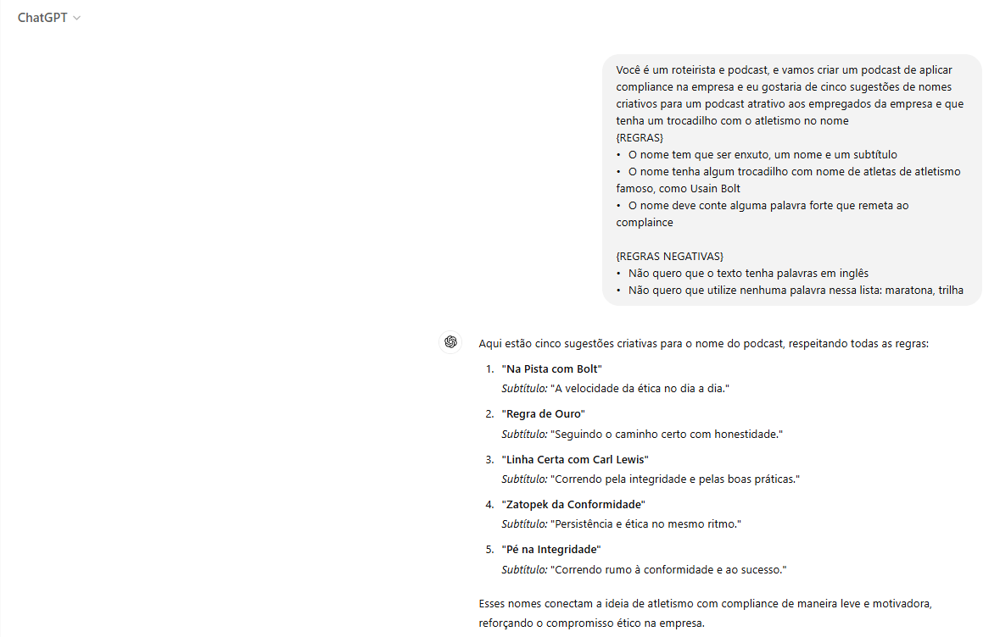 ChatGPT
Você é um roteirista e podcast, e vamos criar um podcast de aplicar
compliance na empresa e eu gostaria de cinco sugestões de nomes
criativos para um podcast atrativo aos empregados da empresa e que
tenha um trocadilho com o atletismo no nome
{REGRAS}
• O nome tem que ser enxuto, um nome e um subtítulo
• O nome tenha algum trocadilho com nome de atletas de atletismo
famoso, como Usain Bolt
• O nome deve conte alguma palavra forte que remeta ao
complaince
{REGRAS NEGATIVAS}
• Não quero que o texto tenha palavras em inglês
• Não quero que utilize nenhuma palavra nessa lista: maratona, trilha
Aqui estão cinco sugestões criativas para o nome do podcast, respeitando todas as regras:
1. "Na Pista com Bolt"
Subtítulo: "A velocidade da ética no dia a dia."
2. "Regra de Ouro"
Subtítulo: "Seguindo o caminho certo com honestidade."
3. "Linha Certa com Carl Lewis"
Subtítulo: "Correndo pela integridade e pelas boas práticas."
4. "Zatopek da Conformidade"
Subtítulo: "Persistência e ética no mesmo ritmo."
5. "Pé na Integridade"
Subtítulo: "Correndo rumo à conformidade e ao sucesso."
Esses nomes conectam a ideia de atletismo com compliance de maneira leve e motivadora,
reforçando o compromisso ético na empresa.